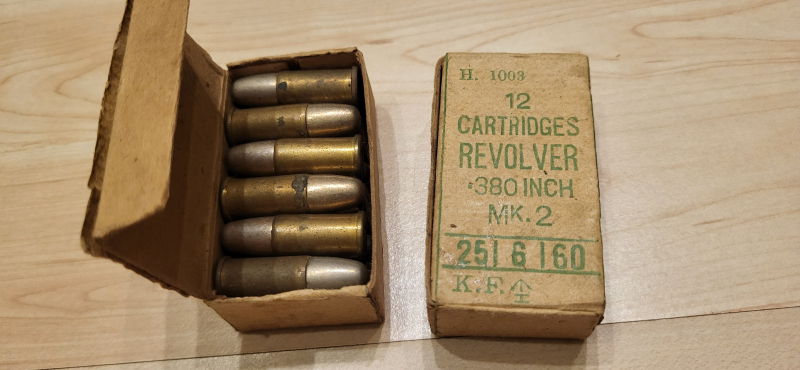 H. 1003
12
CARTRIDGES
REVOLVER
·380 INCH
MK. 2
25|6|60
K.F.